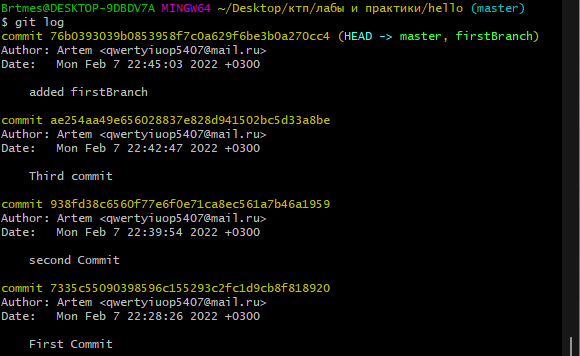 Brtmes@DESKTOP-9DBDV7A MINGW64 ~/Desktop/ктп/лабы и практики/hello (master)
$ git log
commit 76b0393039b0853958f7c0a629f6be3b0a270cc4 (HEAD -> master, firstBranch)
Author: Artem <qwertyiuop5407@mail.ru>
Date:   Mon Feb 7 22:45:03 2022 +0300
added firstBranch
commit ae254aa49e656028837e828d941502bc5d33a8be
Author: Artem <qwertyiuop5407@mail.ru>
Date:   Mon Feb 7 22:42:47 2022 +0300
Third commit
commit 938fd38c6560f77e6f0e71ca8ec561a7b46a1959
Author: Artem <qwertyiuop5407@mail.ru>
Date:   Mon Feb 7 22:39:54 2022 +0300
second Commit
commit 7335c55090398596c155293c2fc1d9cb8f818920
Author: Artem <qwertyiuop5407@mail.ru>
Date:   Mon Feb 7 22:28:26 2022 +0300
First Commit